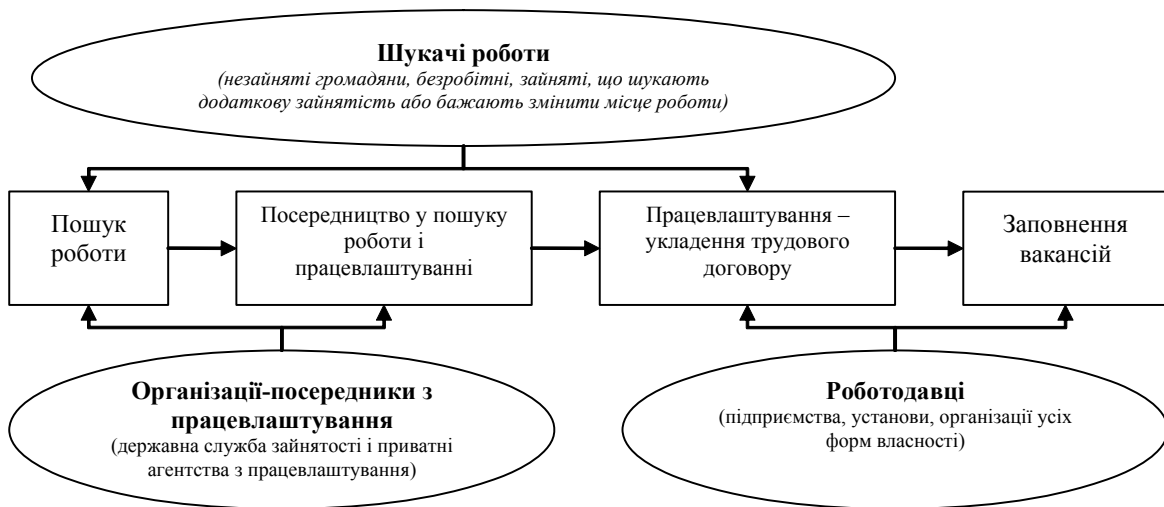 Шукачі роботи
(незайняті громадяни, безробітні, зайняті, що шукають
додаткову зайнятість або бажають змінити місце роботи)
Пошук
роботи
Посередництво у пошуку
роботи і
працевлаштуванні
Працевлаштування –
укладення трудового
договору
Заповнення
вакансій
Організації-посередники з
працевлаштування
(державна служба зайнятості і приватні
агентства з працевлаштування)
Роботодавці
(підприємства, установи, організації усіх
форм власності)